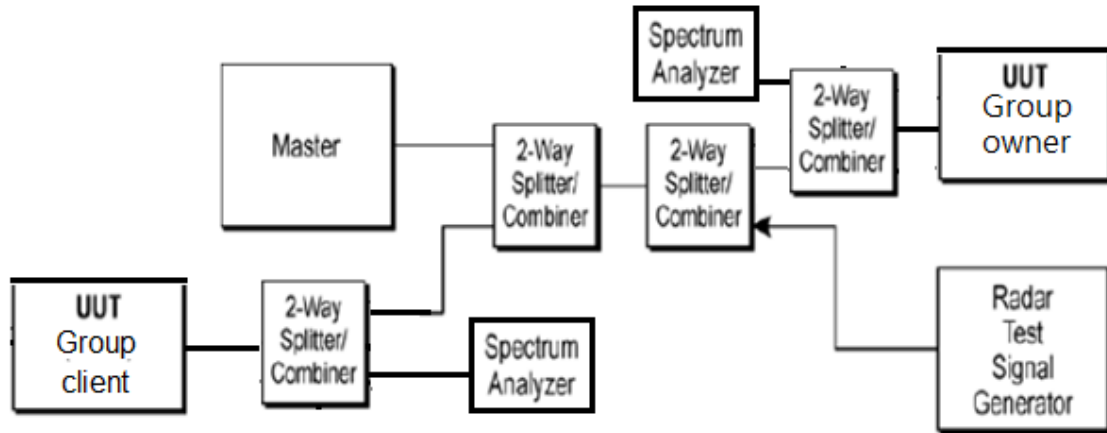 Spectrum
Analyzer
2-Way
Splitter/
Combiner
UUT
Group
owner
Master
2-Way
Splitter/
Combiner
2-Way
Splitter/
Combiner
UUT
Group
client
2-Way
Splitter/
Combiner
Spectrum
Analyzer
Radar
Test
Signal
Generator